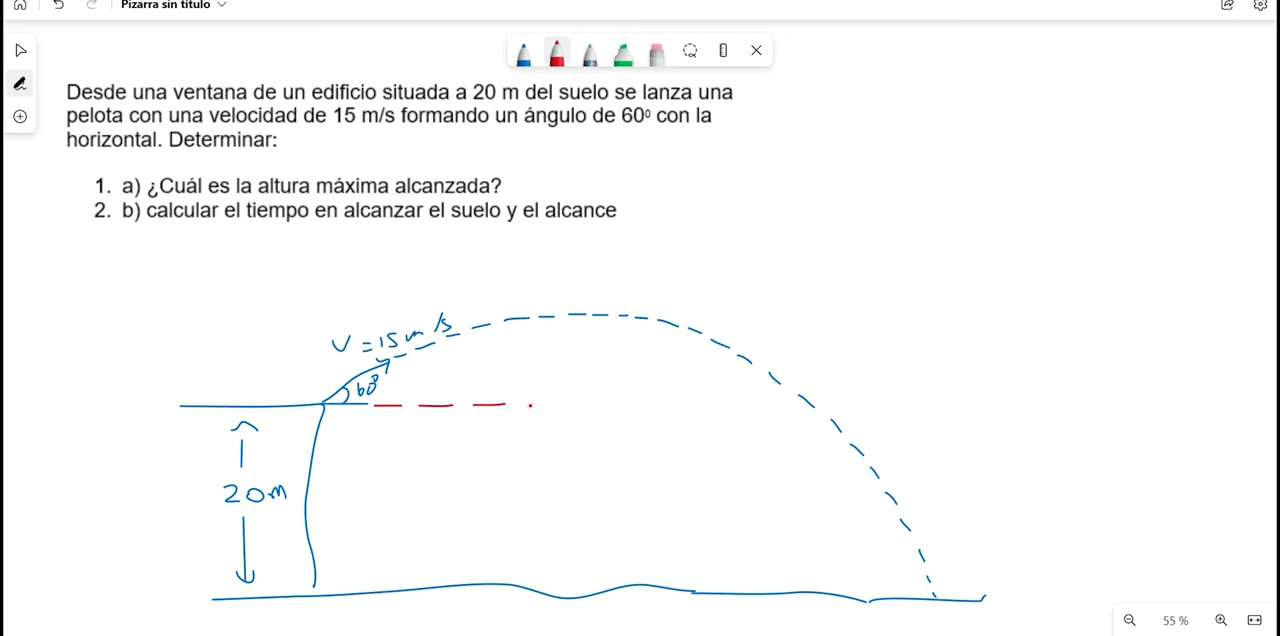 Pizarra sin título
Desde una ventana de un edificio situada a 20 m del suelo se lanza una
pelota con una velocidad de 15 m/s formando un ángulo de 60º con la
horizontal. Determinar:
1. a) ¿Cuál es la altura máxima alcanzada?
2. b) calcular el tiempo en alcanzar el suelo y el alcance
V = 15 m/s
60°
20m
55 %